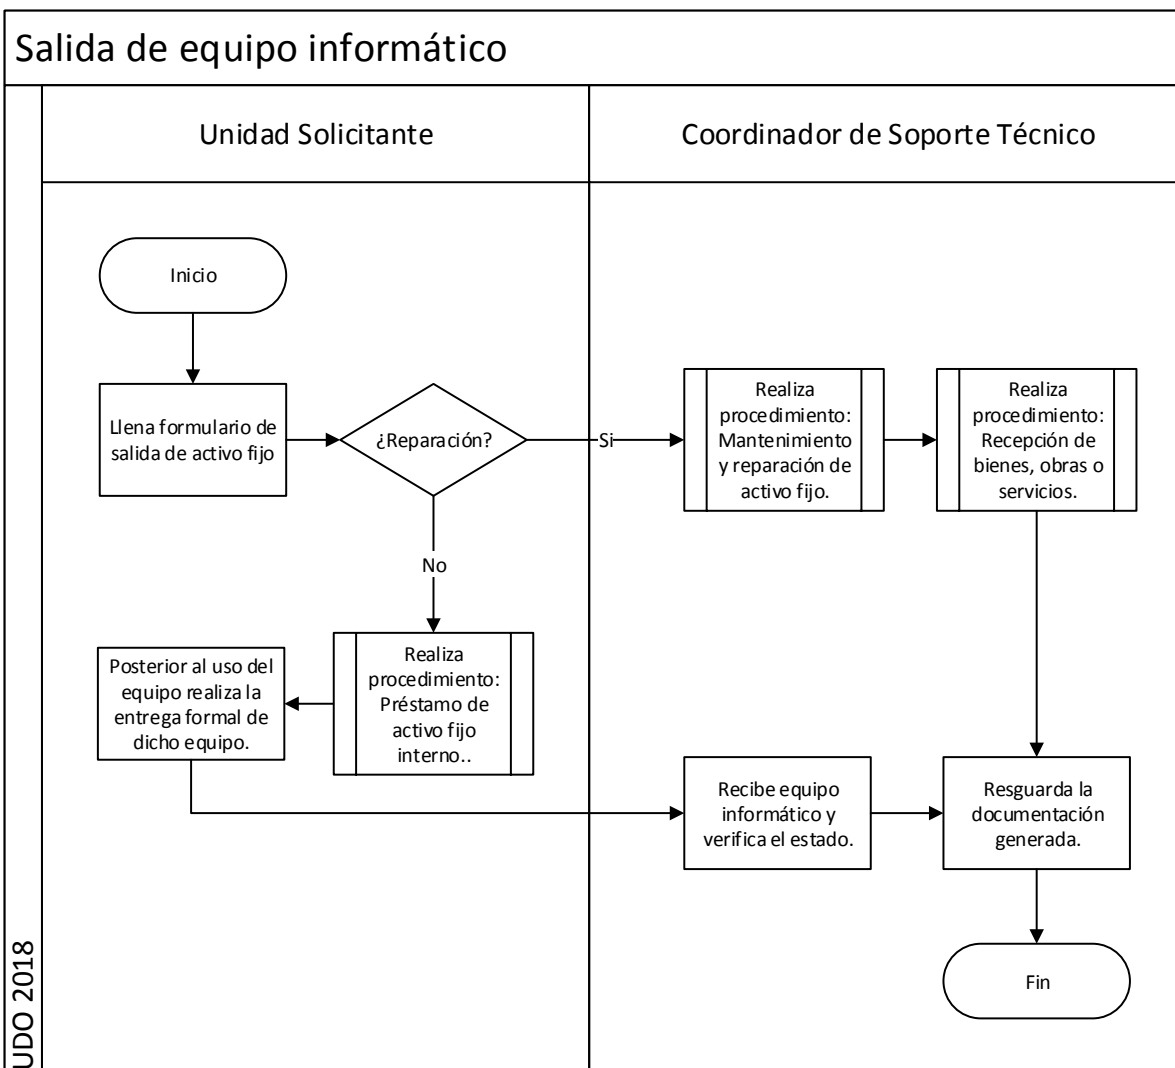 Salida de equipo informático
Unidad Solicitante
Coordinador de Soporte Técnico
Inicio
Llena formulario de
salida de activo fijo
¿Reparación?
Si
Realiza
procedimiento:
Mantenimiento
y reparación de
activo fijo.
Realiza
procedimiento:
Recepción de
bienes, obras o
servicios.
No
Realiza
procedimiento:
Préstamo de
activo fijo
interno..
Posterior al uso del
equipo realiza la
entrega formal de
dicho equipo.
Recibe equipo
informático y
verifica el estado.
Resguarda la
documentación
generada.
Fin
UDO 2018